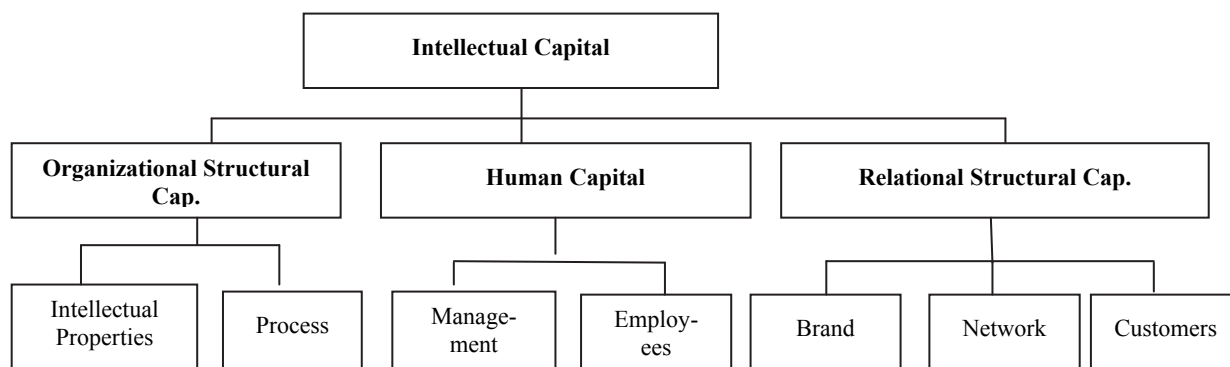 Intellectual Capital
Organizational Structural
Cap.
Human Capital
Relational Structural Cap.
Intellectual
Properties
Process
Manage-
ment
Employ-
ees
Brand
Network
Customers